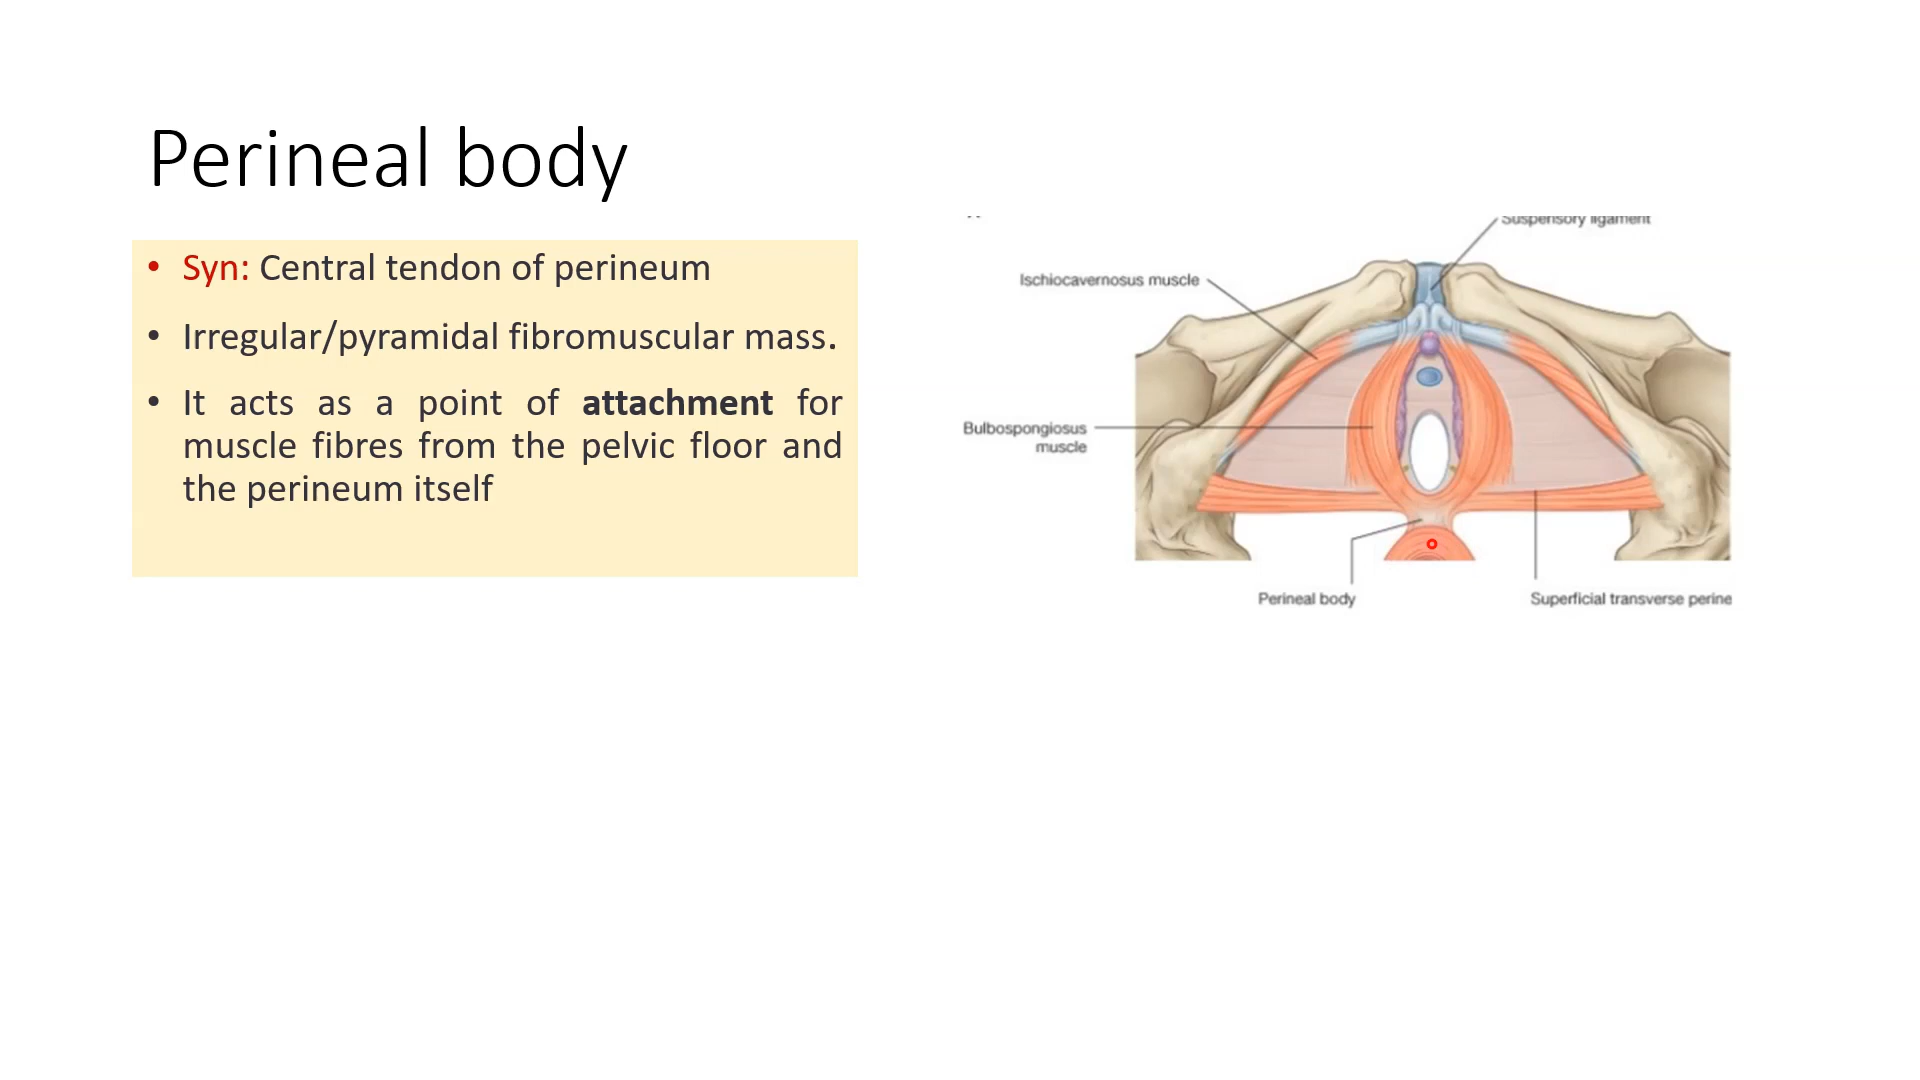 Perineal body
• Syn: Central tendon of perineum
• Irregular/pyramidal fibromuscular mass.
• It acts as a point of attachment for
muscle fibres from the pelvic floor and
the perineum itself
Suspensory ligament
Ischiocavernosus muscle
Bulbospongiosus
muscle
Perineal body
Superficial transverse perine